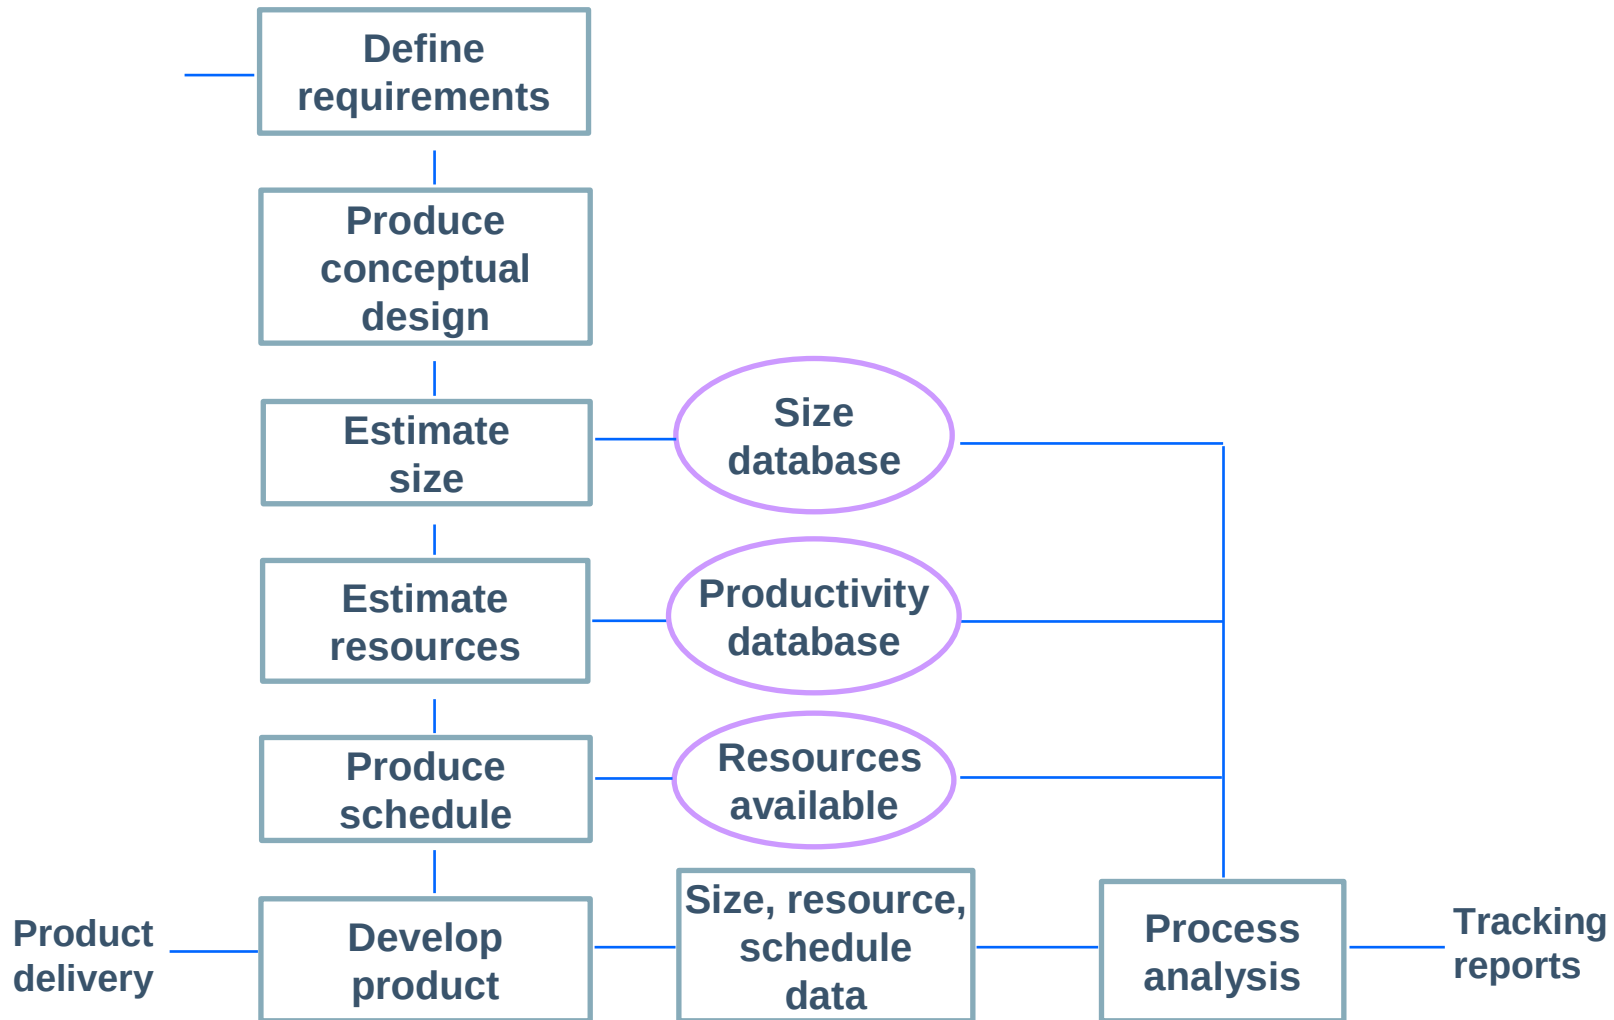 Define
requirements
Produce
conceptual
design
Estimate
size
Size
database
Estimate
resources
Productivity
database
Produce
schedule
Resources
available
Product
delivery
Develop
product
Size, resource,
schedule
data
Process
analysis
Tracking
reports